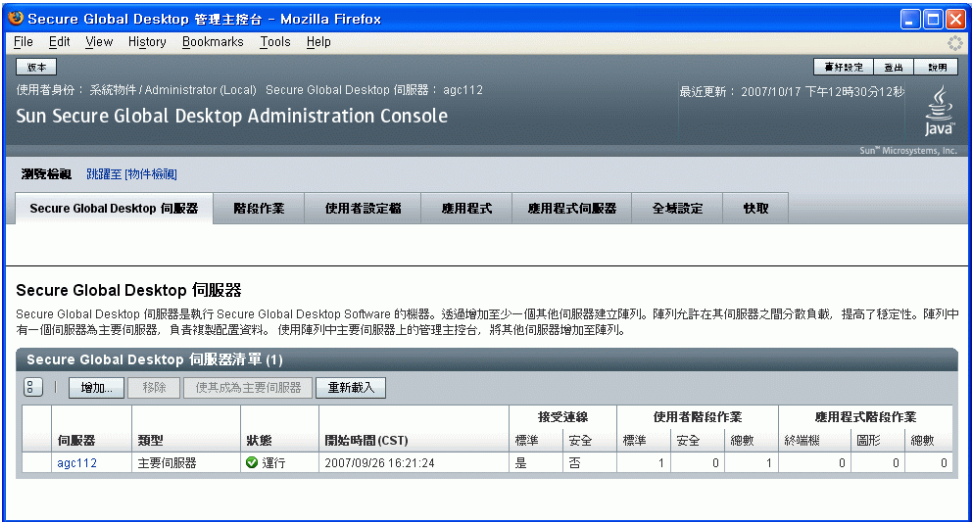 Secure Global Desktop 管理主控台 - Mozilla Firefox
File Edit View History Bookmarks Tools Help
版本 喜好設定 登出 說明
使用者身份： 系統物件 / Administrator (Local) Secure Global Desktop 伺服器： agc112 最近更新： 2007/10/17 下午12時30分12秒
Sun Secure Global Desktop Administration Console
Java™
Sun™ Microsystems, Inc.
瀏覽檢視 跳躍至 [物件檢視]
Secure Global Desktop 伺服器 階段作業 使用者設定檔 應用程式 應用程式伺服器 全域設定 快取
Secure Global Desktop 伺服器
Secure Global Desktop 伺服器是執行 Secure Global Desktop Software 的機器。透過增加至少一個其他伺服器建立陣列。陣列允許在其伺服器之間分散負載，提高了穩定性。陣列中
有一個伺服器為主要伺服器，負責複製配置資料。 使用陣列中主要伺服器上的管理主控台，將其他伺服器增加至陣列。
Secure Global Desktop 伺服器清單 (1)
增加... 移除 使其成為主要伺服器 重新載入
接受連線 使用者階段作業 應用程式階段作業
伺服器 類型 狀態 開始時間 (CST) 標準 安全 標準 安全 總數 終端機 圖形 總數
agc112 主要伺服器 運行 2007/09/26 16:21:24 是 否 1 0 1 0 0 0